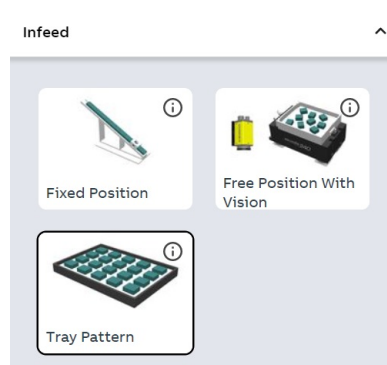 Infeed
Fixed Position
Free Position With
Vision
Tray Pattern